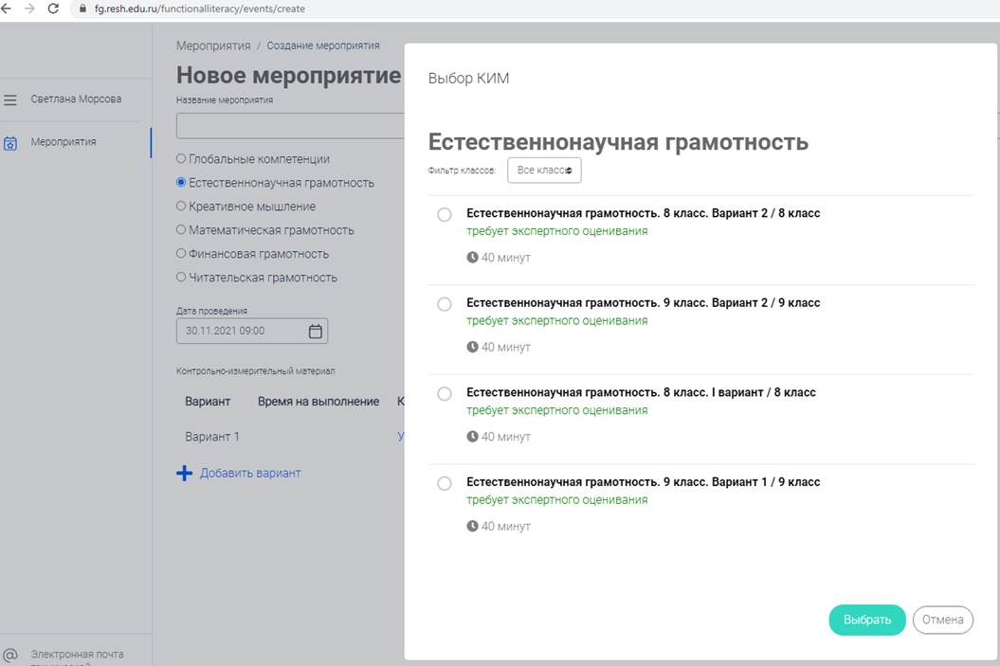 fg.resh.edu.ru/functionalliteracy/events/create
Светлана Морсова
Мероприятия
Мероприятия / Создание мероприятия
Новое мероприятие
Название мероприятия
Глобальные компетенции
Естественнонаучная грамотность
Креативное мышление
Математическая грамотность
Финансовая грамотность
Читательская грамотность
Дата проведения
30.11.2021 09:00
Контрольно-измерительный материал
Вариант Время на выполнение К
Вариант 1 У
Добавить вариант
@ Электронная почта
Выбор КИМ
Естественнонаучная грамотность
Фильтр классов: Все классы
Естественнонаучная грамотность. 8 класс. Вариант 2 / 8 класс
требует экспертного оценивания
40 минут
Естественнонаучная грамотность. 9 класс. Вариант 2 / 9 класс
требует экспертного оценивания
40 минут
Естественнонаучная грамотность. 8 класс. I вариант / 8 класс
требует экспертного оценивания
40 минут
Естественнонаучная грамотность. 9 класс. Вариант 1 / 9 класс
требует экспертного оценивания
40 минут
Выбрать Отмена